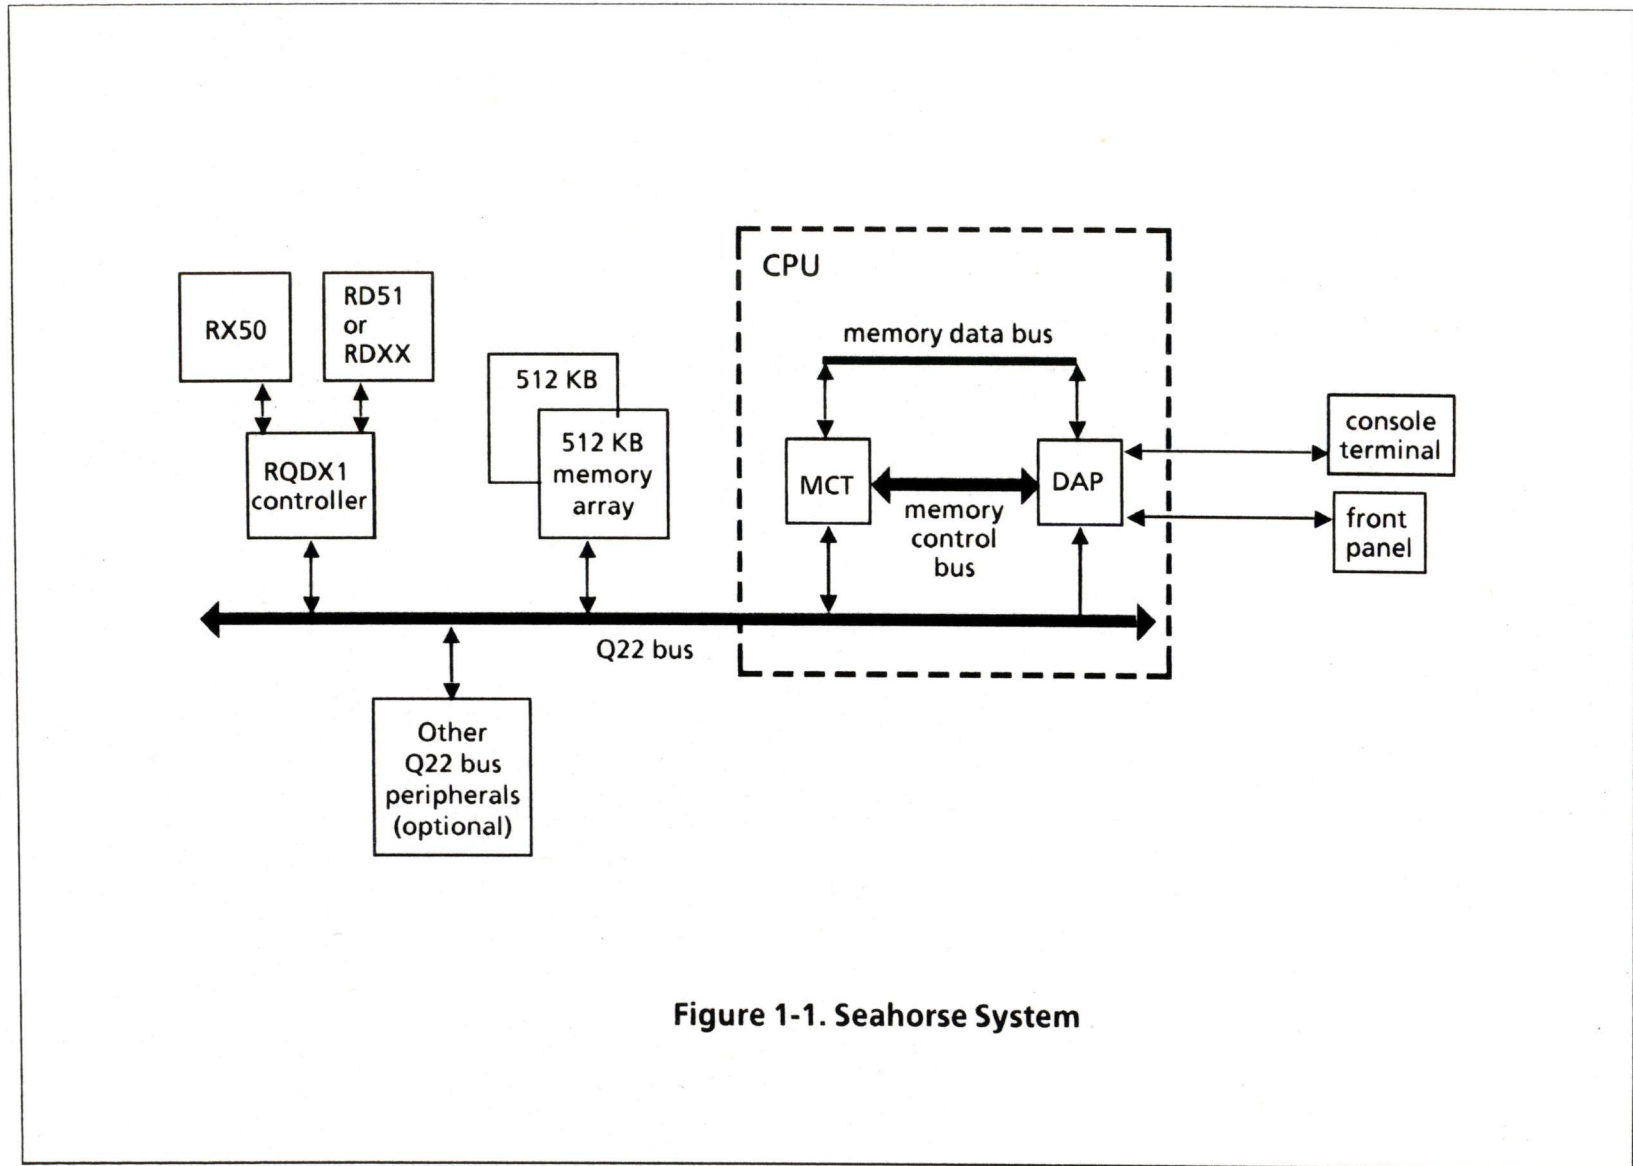 CPU
RX50
RD51
or
RDXX
memory data bus
512 KB
512 KB
memory
array
RQDX1
controller
MCT
DAP
memory
control
bus
console
terminal
front
panel
Q22 bus
Other
Q22 bus
peripherals
(optional)
Figure 1-1. Seahorse System